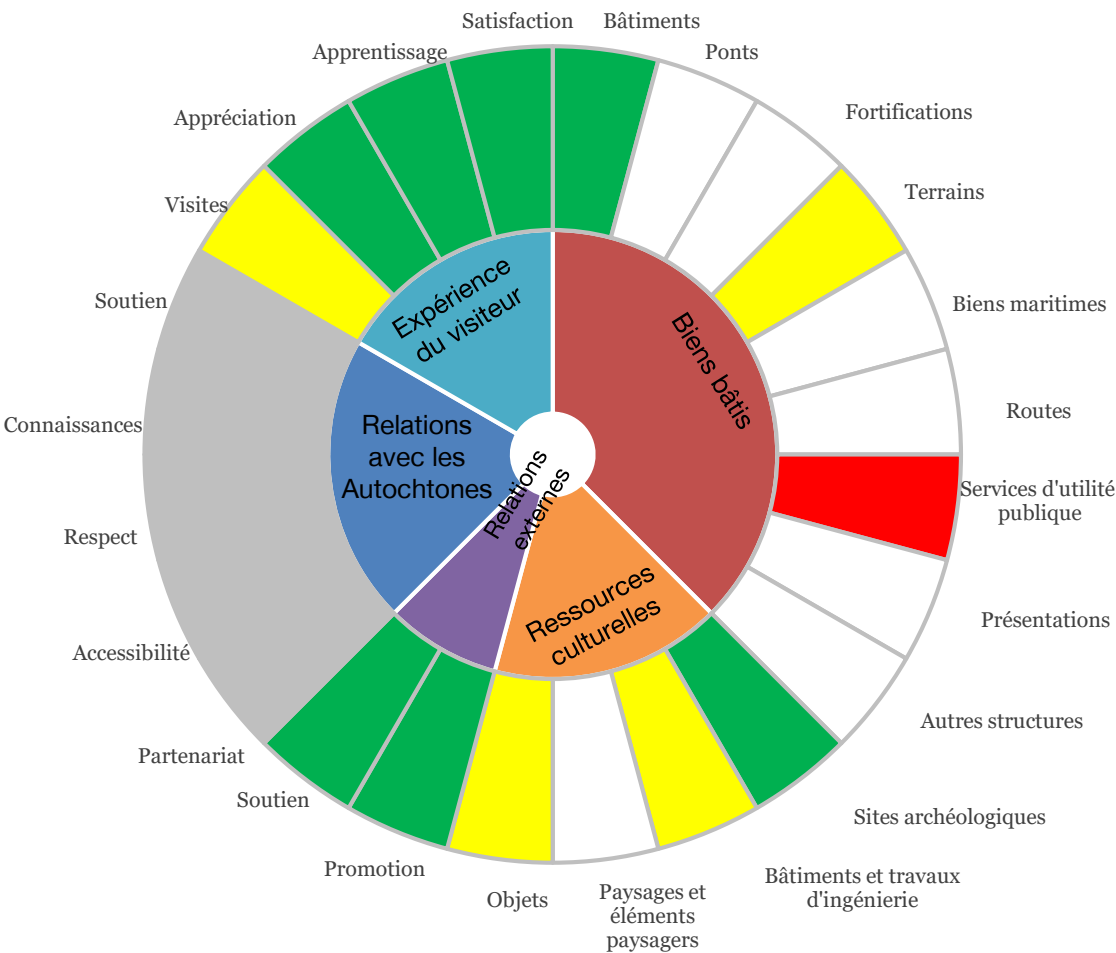 Satisfaction
Bâtiments
Apprentissage
Ponts
Appréciation
Fortifications
Visites
Terrains
Soutien
Biens maritimes
Connaissances
Routes
Respect
Services d'utilité
publique
Accessibilité
Présentations
Partenariat
Autres structures
Soutien
Sites archéologiques
Promotion
Bâtiments et travaux
d'ingénierie
Objets
Paysages et
éléments
paysagers
Expérience
du visiteur
Biens bâtis
Relations
avec les
Autochtones
Relations
externes
Ressources
culturelles